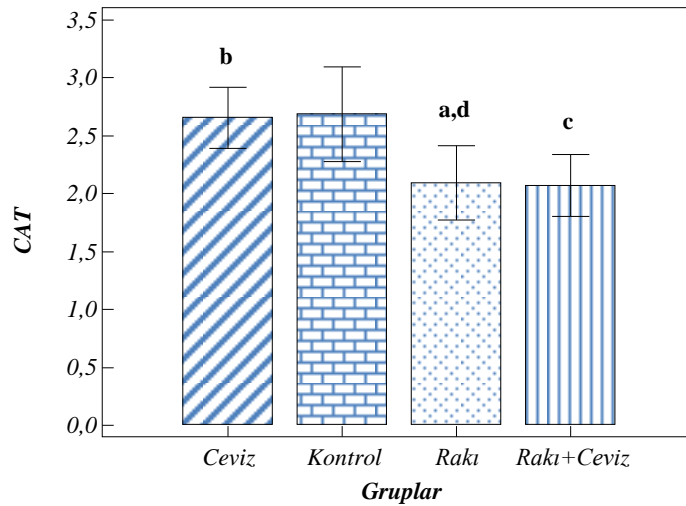 3,5
3,0
2,5
2,0
1,5
1,0
0,5
0,0
CAT
b
a,d
c
Ceviz Kontrol Rakı Rakı+Ceviz
Gruplar